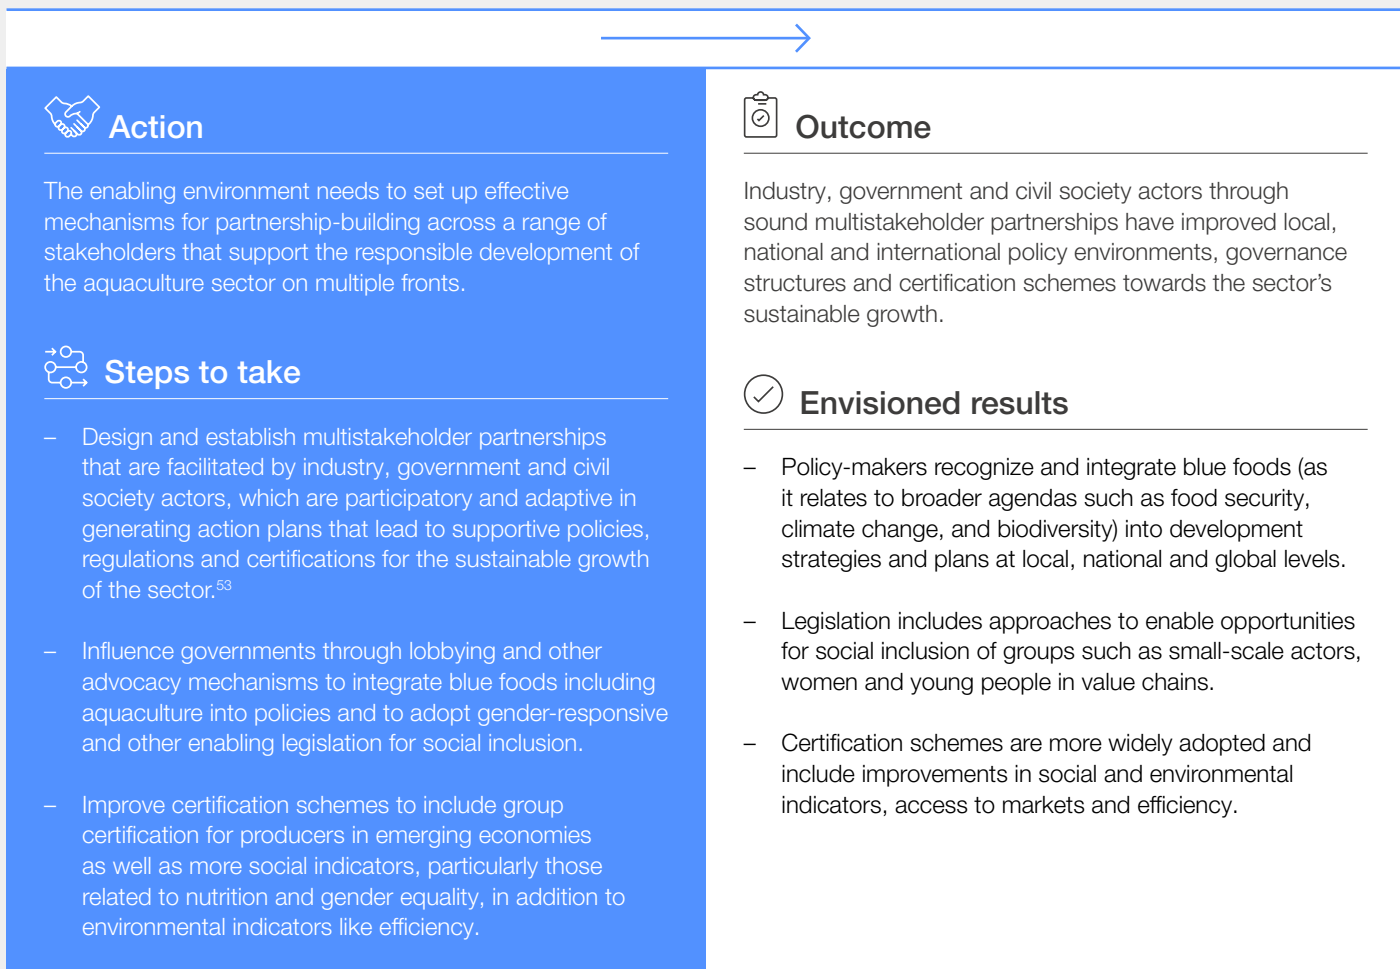 Action
The enabling environment needs to set up effective
mechanisms for partnership-building across a range of
stakeholders that support the responsible development of
the aquaculture sector on multiple fronts.
Steps to take
– Design and establish multistakeholder partnerships
that are facilitated by industry, government and civil
society actors, which are participatory and adaptive in
generating action plans that lead to supportive policies,
regulations and certifications for the sustainable growth
of the sector.53
– Influence governments through lobbying and other
advocacy mechanisms to integrate blue foods including
aquaculture into policies and to adopt gender-responsive
and other enabling legislation for social inclusion.
– Improve certification schemes to include group
certification for producers in emerging economies
as well as more social indicators, particularly those
related to nutrition and gender equality, in addition to
environmental indicators like efficiency.
Outcome
Industry, government and civil society actors through
sound multistakeholder partnerships have improved local,
national and international policy environments, governance
structures and certification schemes towards the sector's
sustainable growth.
Envisioned results
– Policy-makers recognize and integrate blue foods (as
it relates to broader agendas such as food security,
climate change, and biodiversity) into development
strategies and plans at local, national and global levels.
– Legislation includes approaches to enable opportunities
for social inclusion of groups such as small-scale actors,
women and young people in value chains.
– Certification schemes are more widely adopted and
include improvements in social and environmental
indicators, access to markets and efficiency.